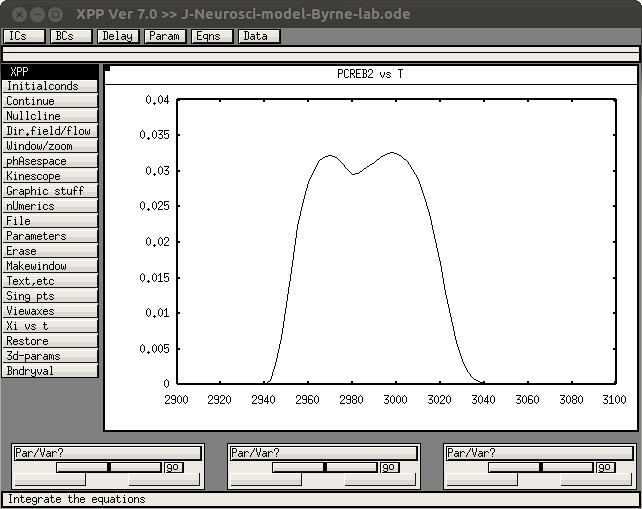 XPP Ver 7.0 >> J-Neurosci-model-Byrne-lab.ode
ICs BCs Delay Param Eqns Data
XPP
Initialconds
Continue
Nullcline
Dir.field/flow
Window/zoom
phAsespace
Kinescope
Graphic stuff
nUmerics
File
Parameters
Erase
Makewindow
Text,etc
Sing pts
Viewaxes
Xi vs t
Restore
3d-params
Bndryval
PCREB2 vs T
0.04
0.035
0.03
0.025
0.02
0.015
0.01
0.005
0
2900 2920 2940 2960 2980 3000 3020 3040 3060 3080 3100
Par/Var? Par/Var? Par/Var?
go go go
Integrate the equations